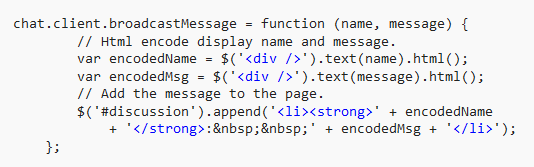 chat.client.broadcastMessage = function (name, message) {
// Html encode display name and message.
var encodedName = $('<div />').text(name).html();
var encodedMsg = $('<div />').text(message).html();
// Add the message to the page.
$('#discussion').append('<li><strong>' + encodedName
+ '</strong>:&nbsp;&nbsp;' + encodedMsg + '</li>');
};